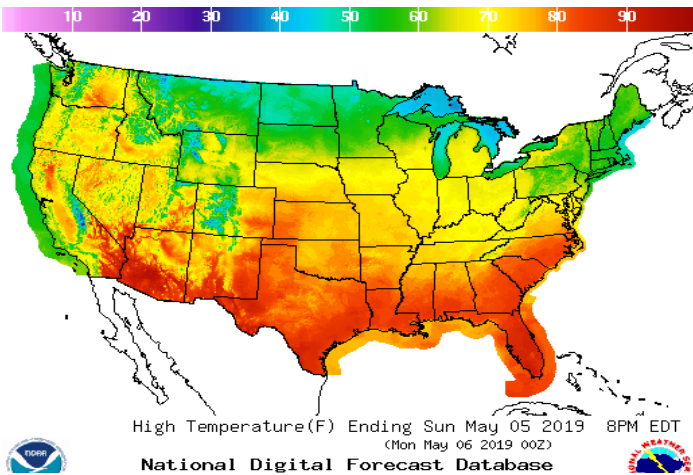 10 20 30 40 50 60 70 80 90
High Temperature(F) Ending Sun May 05 2019 8PM EDT
(Mon May 06 2019 00Z)
National Digital Forecast Database
NOAA